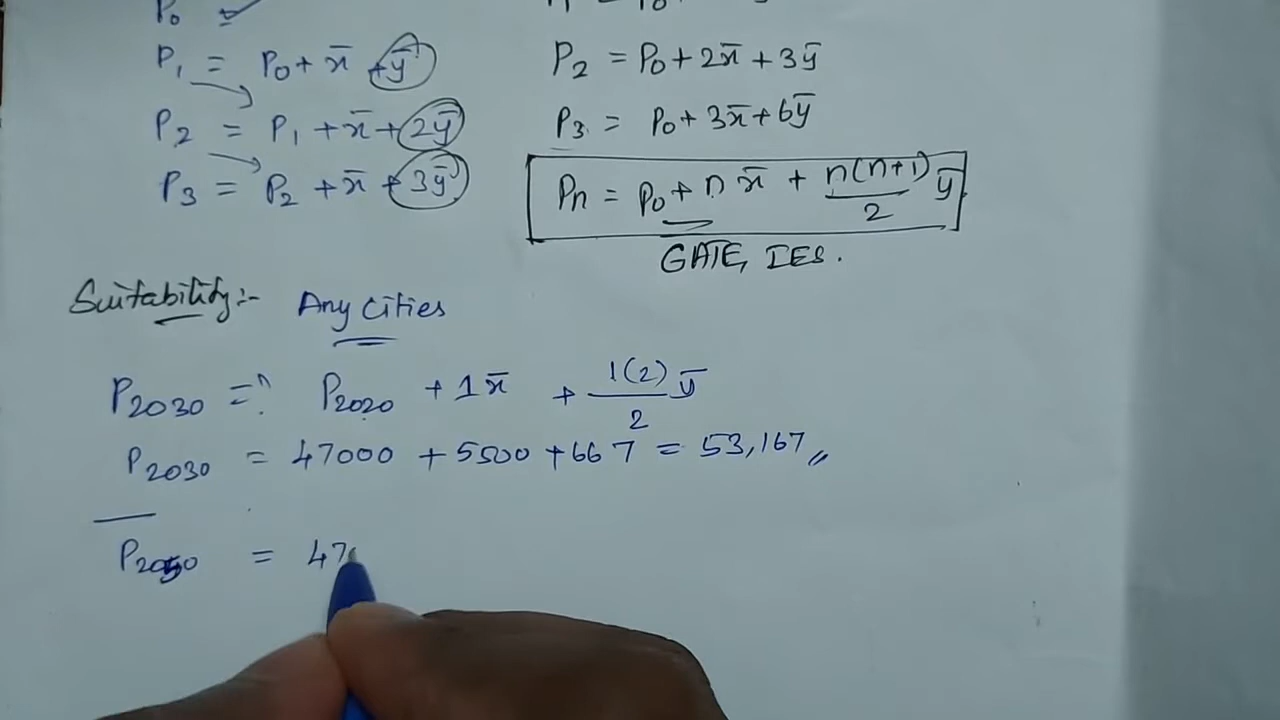 P₀
P₁ = P₀ + x̄ + ȳ
P₂ = P₁ + x̄ + 2ȳ
P₃ = P₂ + x̄ + 3ȳ
P₂ = P₀ + 2x̄ + 3ȳ
P₃ = P₀ + 3x̄ + 6ȳ
Pn = P₀ + n x̄ + n(n+1)/2 ȳ
GATE, IES.
Suitability:- Any cities
P₂₀₃₀ =? P₂₀₂₀ + 1x̄ + 1(2)/2 ȳ
P₂₀₃₀ = 47000 + 5500 + 667 = 53,167
P₂₀₅₀ = 47